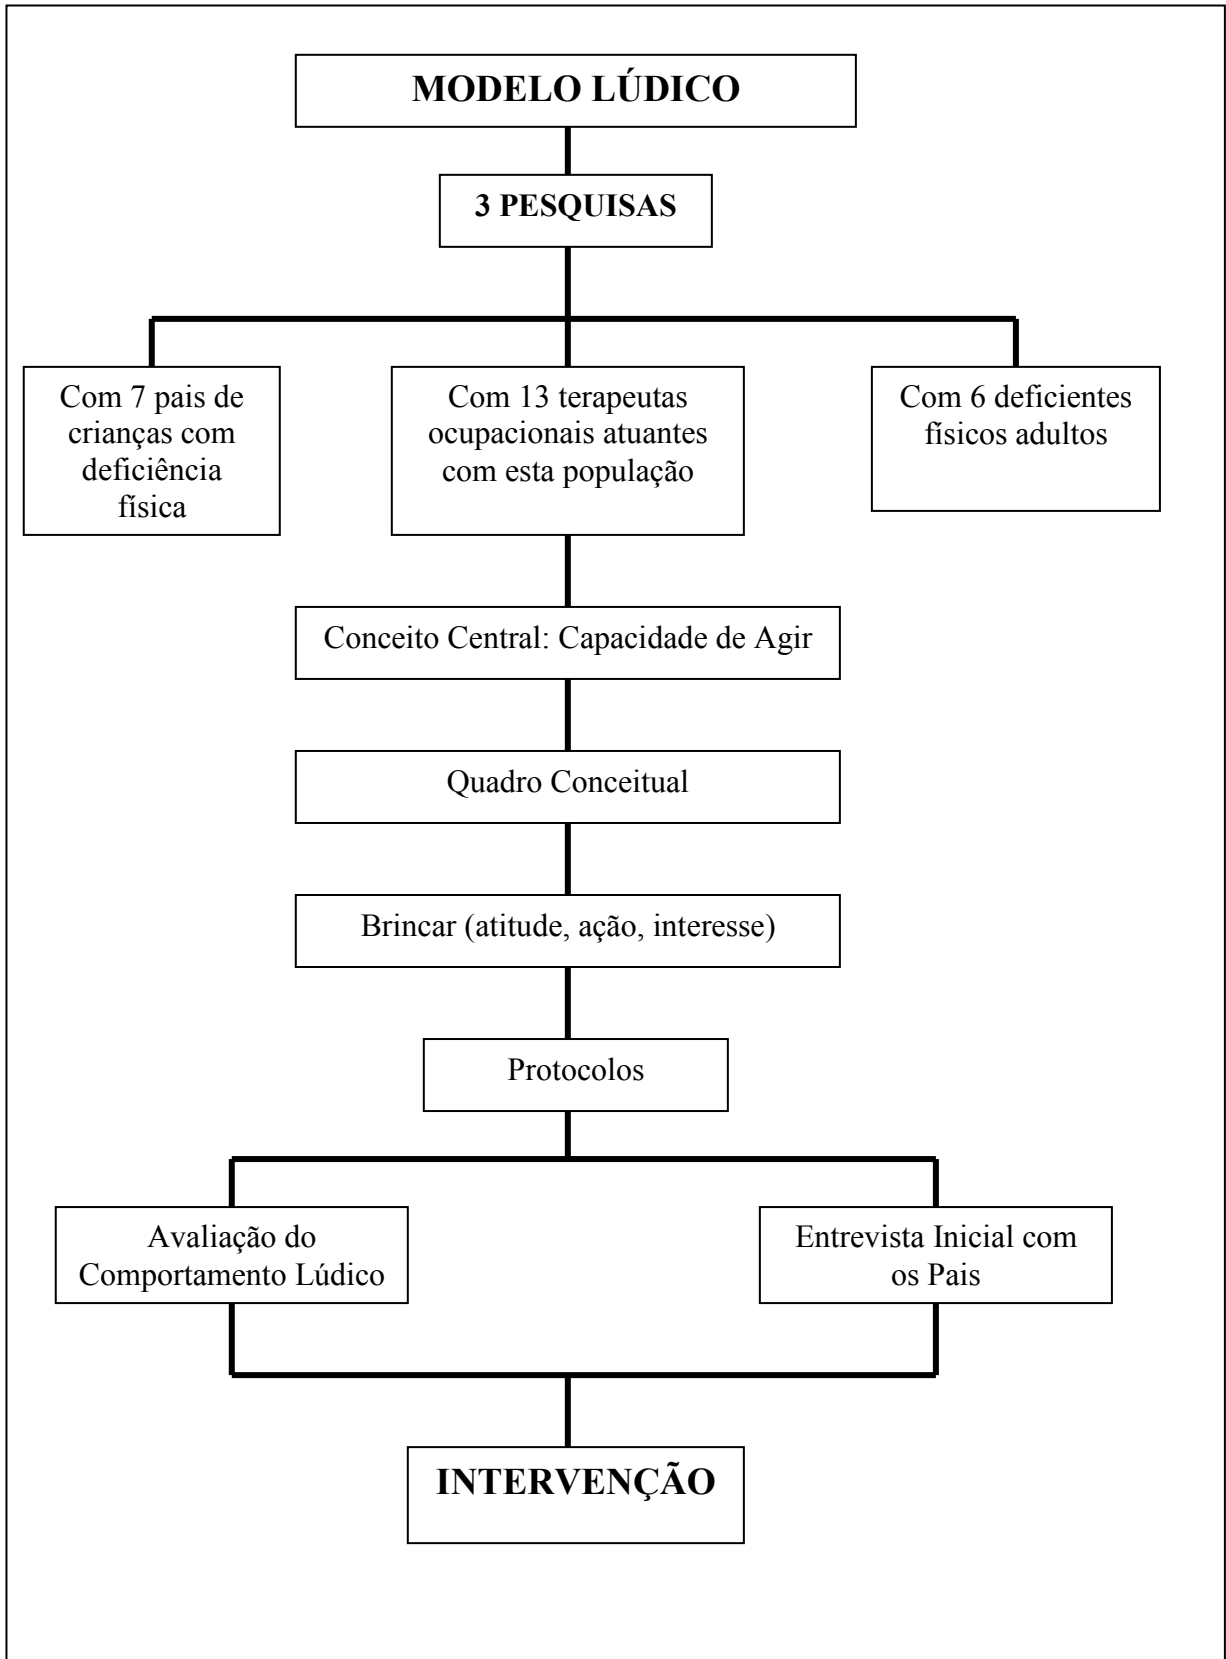 MODELO LÚDICO
3 PESQUISAS
Com 7 pais de
crianças com
deficiência
física
Com 13 terapeutas
ocupacionais atuantes
com esta população
Com 6 deficientes
físicos adultos
Conceito Central: Capacidade de Agir
Quadro Conceitual
Brincar (atitude, ação, interesse)
Protocolos
Avaliação do
Comportamento Lúdico
Entrevista Inicial com
os Pais
INTERVENÇÃO